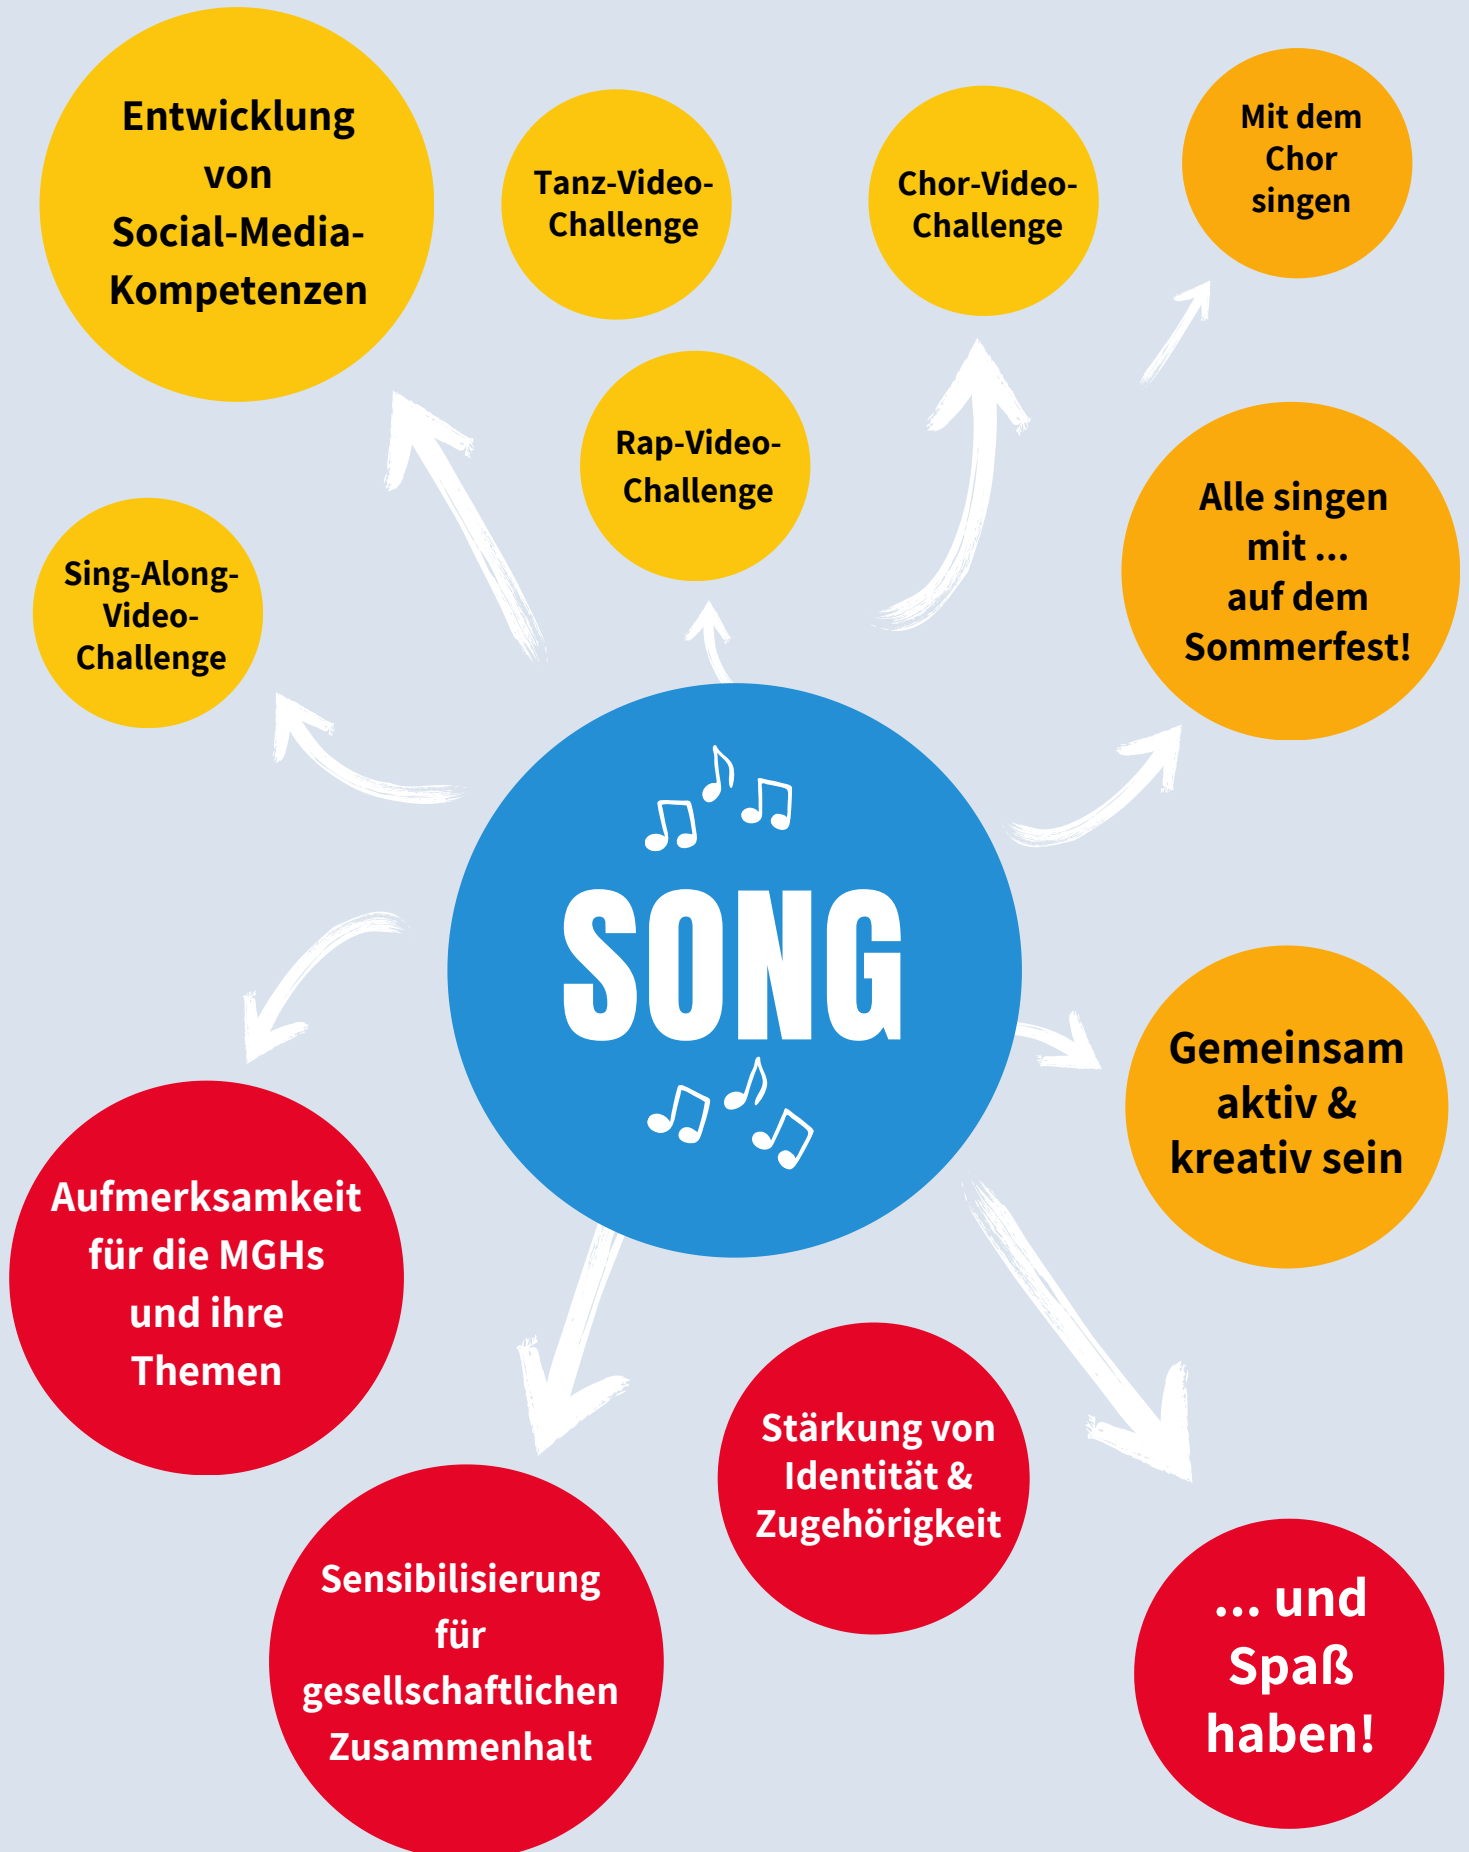 Entwicklung
von
Social-Media-
Kompetenzen
Tanz-Video-
Challenge
Chor-Video-
Challenge
Mit dem
Chor
singen
Rap-Video-
Challenge
Alle singen
mit ...
auf dem
Sommerfest!
Sing-Along-
Video-
Challenge
SONG
Gemeinsam
aktiv &
kreativ sein
Aufmerksamkeit
für die MGHs
und ihre
Themen
Stärkung von
Identität &
Zugehörigkeit
Sensibilisierung
für
gesellschaftlichen
Zusammenhalt
... und
Spaß
haben!